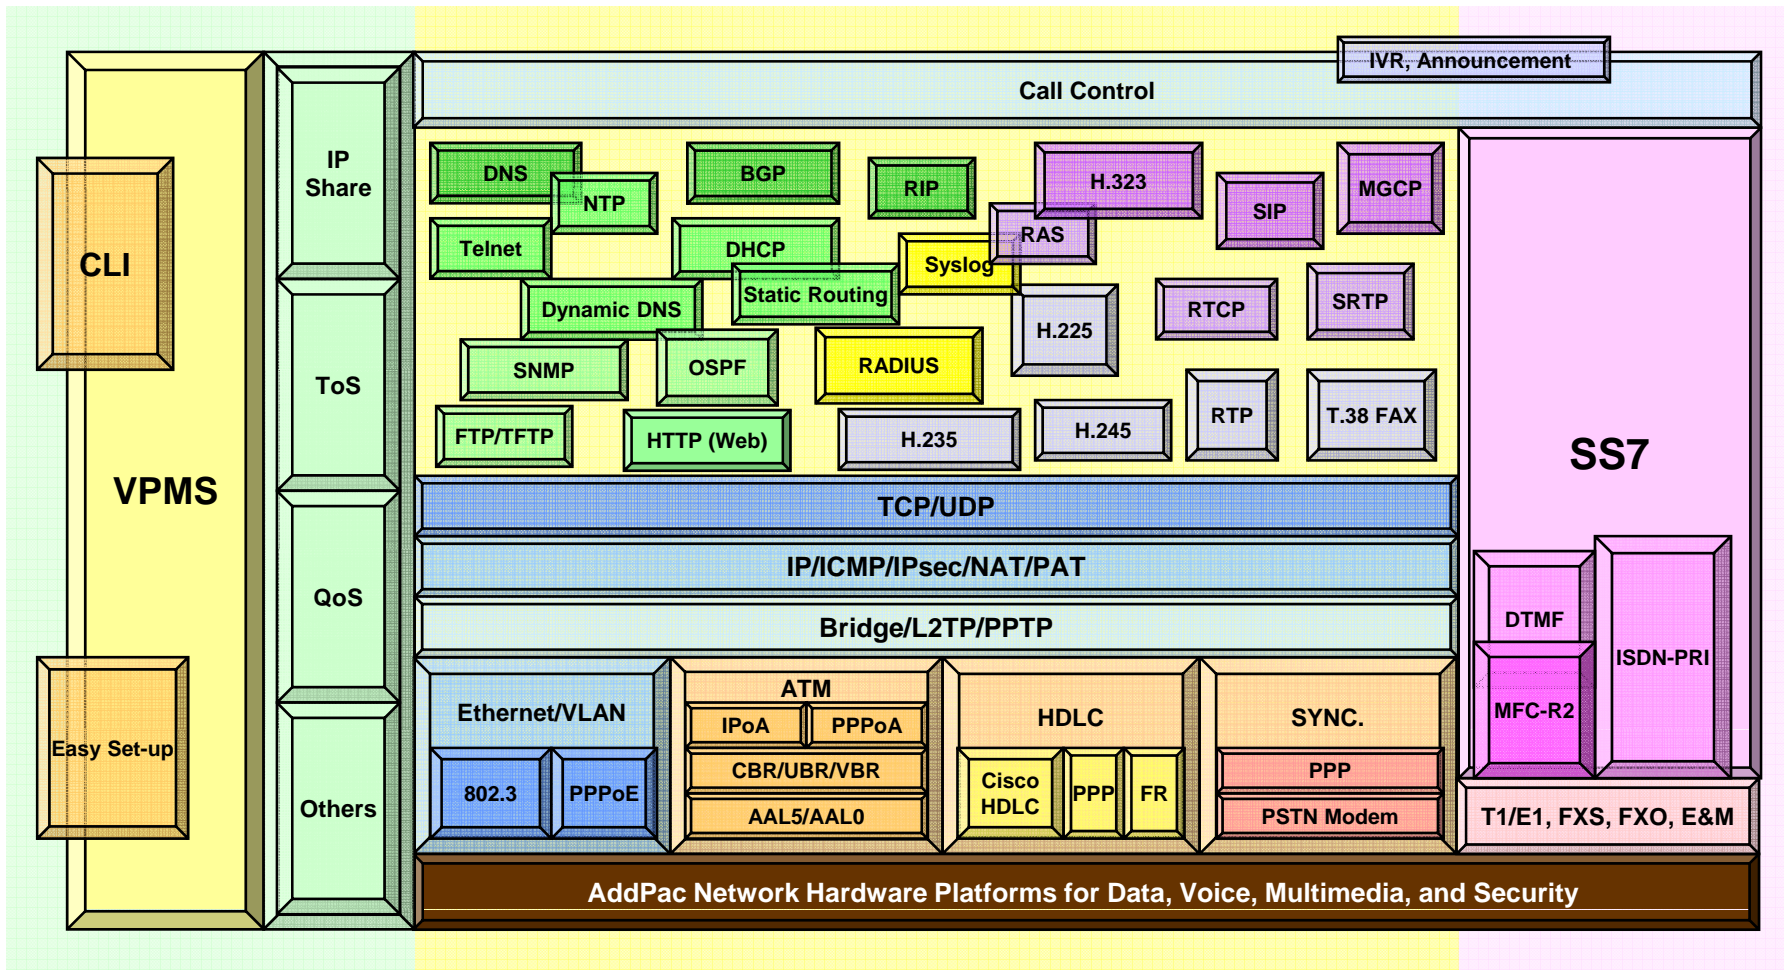 IVR, Announcement
Call Control
IP
Share
CLI
DNS
NTP
BGP
RIP
H.323
SIP
MGCP
Telnet
DHCP
Syslog
RAS
Dynamic DNS
Static Routing
H.225
RTCP
SRTP
SNMP
OSPF
RADIUS
ToS
FTP/TFTP
HTTP (Web)
H.235
H.245
RTP
T.38 FAX
SS7
VPMS
TCP/UDP
IP/ICMP/IPsec/NAT/PAT
QoS
Bridge/L2TP/PPTP
DTMF
ISDN-PRI
MFC-R2
Easy Set-up
Others
Ethernet/VLAN
802.3
PPPoE
ATM
IPoA
PPPoA
CBR/UBR/VBR
AAL5/AAL0
HDLC
Cisco
HDLC
PPP
FR
SYNC.
PPP
PSTN Modem
T1/E1, FXS, FXO, E&M
AddPac Network Hardware Platforms for Data, Voice, Multimedia, and Security